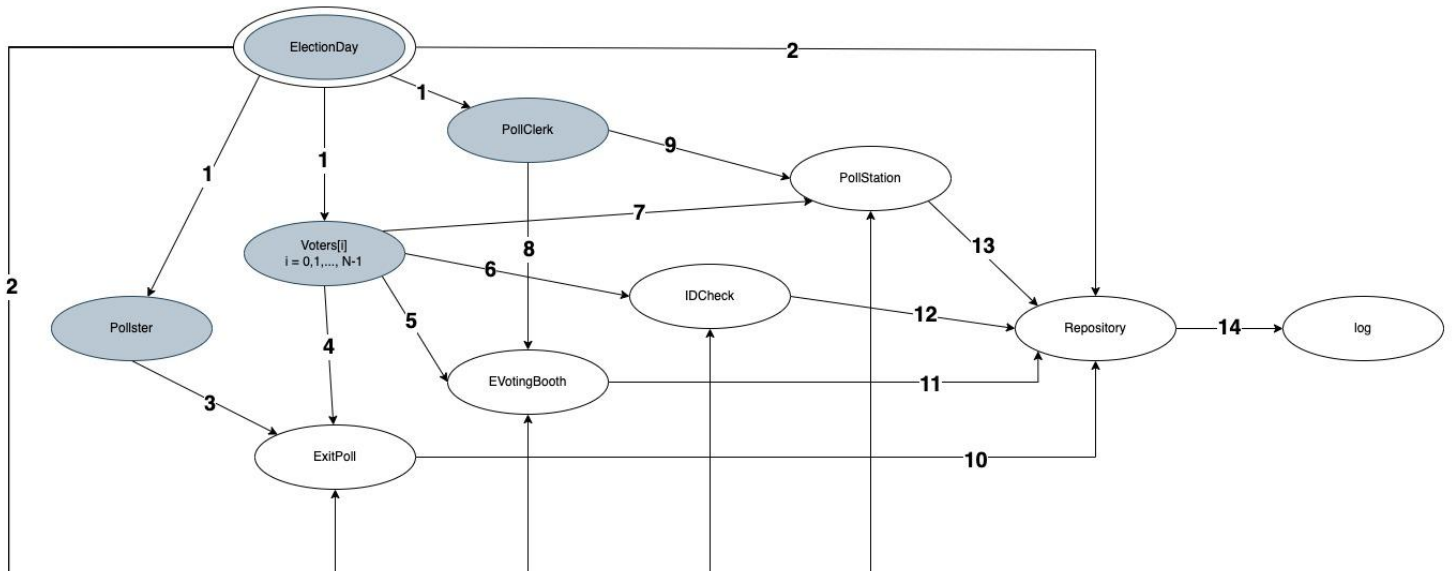 ElectionDay
2
1
PollClerk
9
1
1
PollStation
7
Voters[i]
i = 0,1,..., N-1
8
13
6
2
IDCheck
5
12
Pollster
Repository
14
log
4
EVotingBooth
11
3
ExitPoll
10